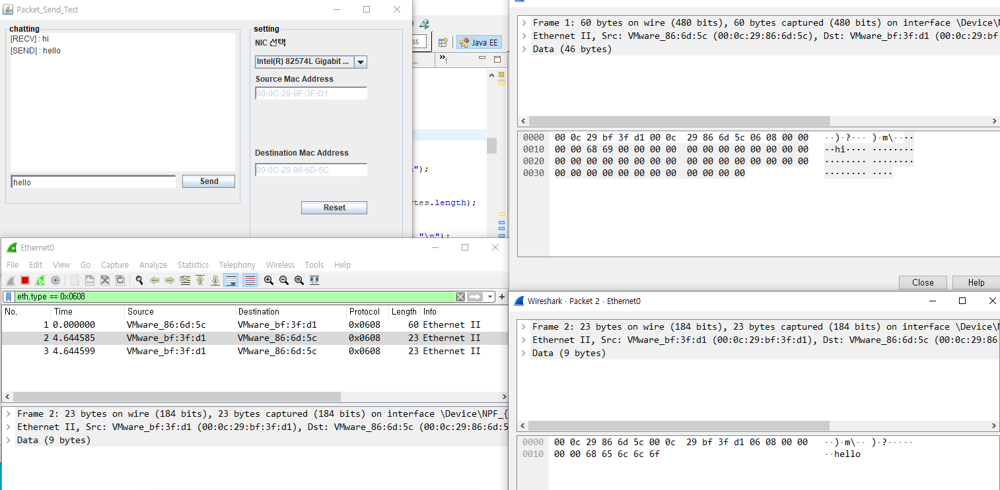 Packet_Send_Test
chatting
[RECV] : hi
[SEND] : hello
hello
Send
setting
NIC 선택
Intel(R) 82574L Gigabit ...
Source Mac Address
00-0C-29-BF-3F-D1
Destination Mac Address
00-0C-29-86-6D-5C
Reset
ss
Java EE
...
»1
");
tes.length);
"\n");
Frame 1: 60 bytes on wire (480 bits), 60 bytes captured (480 bits) on interface \Device\N
Ethernet II, Src: VMware_86:6d:5c (00:0c:29:86:6d:5c), Dst: VMware_bf:3f:d1 (00:0c:29:bf
Data (46 bytes)
0000 00 0c 29 bf 3f d1 00 0c 29 86 6d 5c 06 08 00 00 ··)·?··· )·m\····
0010 00 00 68 69 00 00 00 00 00 00 00 00 00 00 00 00 ··hi···· ········
0020 00 00 00 00 00 00 00 00 00 00 00 00 00 00 00 00 ········ ········
0030 00 00 00 00 00 00 00 00 00 00 00 00 ········ ····
Close
Help
Ethernet0
File Edit View Go Capture Analyze Statistics Telephony Wireless Tools Help
eth.type == 0x0608
No. Time Source Destination Protocol Length Info
1 0.000000 VMware_86:6d:5c VMware_bf:3f:d1 0x0608 60 Ethernet II
2 4.644585 VMware_bf:3f:d1 VMware_86:6d:5c 0x0608 23 Ethernet II
3 4.644599 VMware_bf:3f:d1 VMware_86:6d:5c 0x0608 23 Ethernet II
Frame 2: 23 bytes on wire (184 bits), 23 bytes captured (184 bits) on interface \Device\NPF_{
Ethernet II, Src: VMware_bf:3f:d1 (00:0c:29:bf:3f:d1), Dst: VMware_86:6d:5c (00:0c:29:86:6d:5
Data (9 bytes)
Wireshark · Packet 2 · Ethernet0
Frame 2: 23 bytes on wire (184 bits), 23 bytes captured (184 bits) on interface \Device\N
Ethernet II, Src: VMware_bf:3f:d1 (00:0c:29:bf:3f:d1), Dst: VMware_86:6d:5c (00:0c:29:86
Data (9 bytes)
0000 00 0c 29 86 6d 5c 00 0c 29 bf 3f d1 06 08 00 00 ··)·m\·· )·?·····
0010 00 00 68 65 6c 6c 6f ··hello